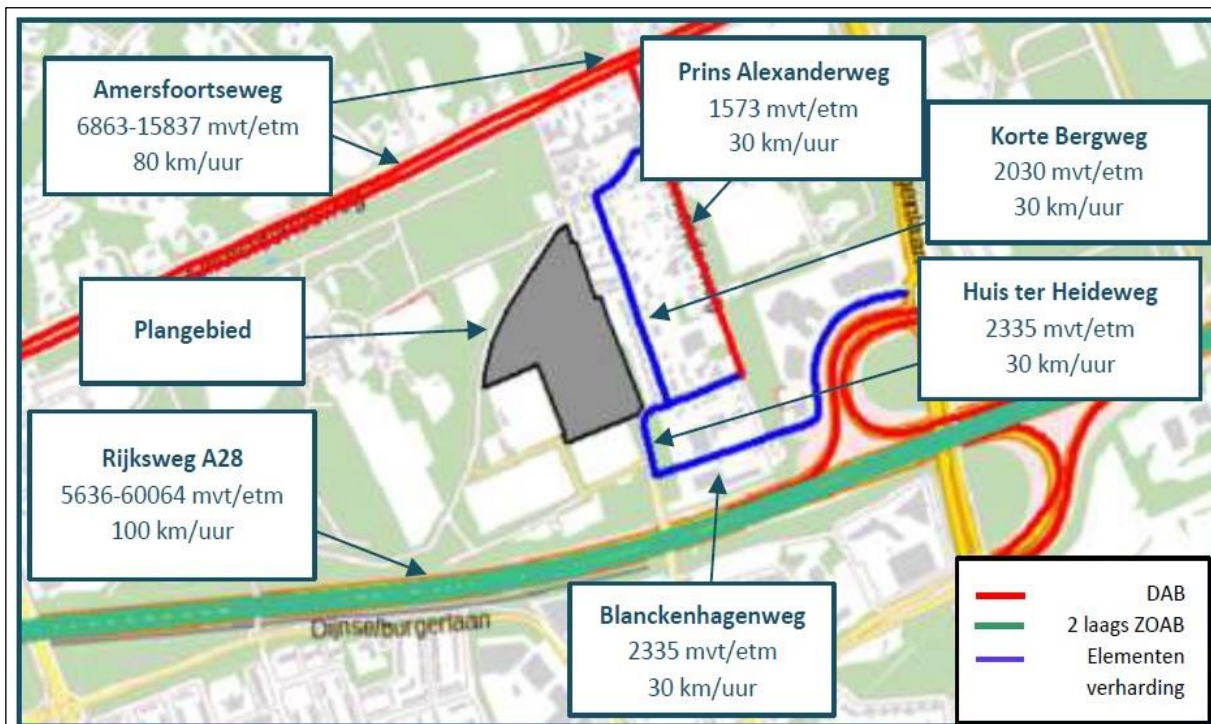 Amersfoortseweg
6863-15837 mvt/etm
80 km/uur
Prins Alexanderweg
1573 mvt/etm
30 km/uur
Korte Bergweg
2030 mvt/etm
30 km/uur
Plangebied
Huis ter Heideweg
2335 mvt/etm
30 km/uur
Rijksweg A28
5636-60064 mvt/etm
100 km/uur
Dijnselburgerlaan
Blanckenhagenweg
2335 mvt/etm
30 km/uur
DAB
2 laags ZOAB
Elementen
verharding